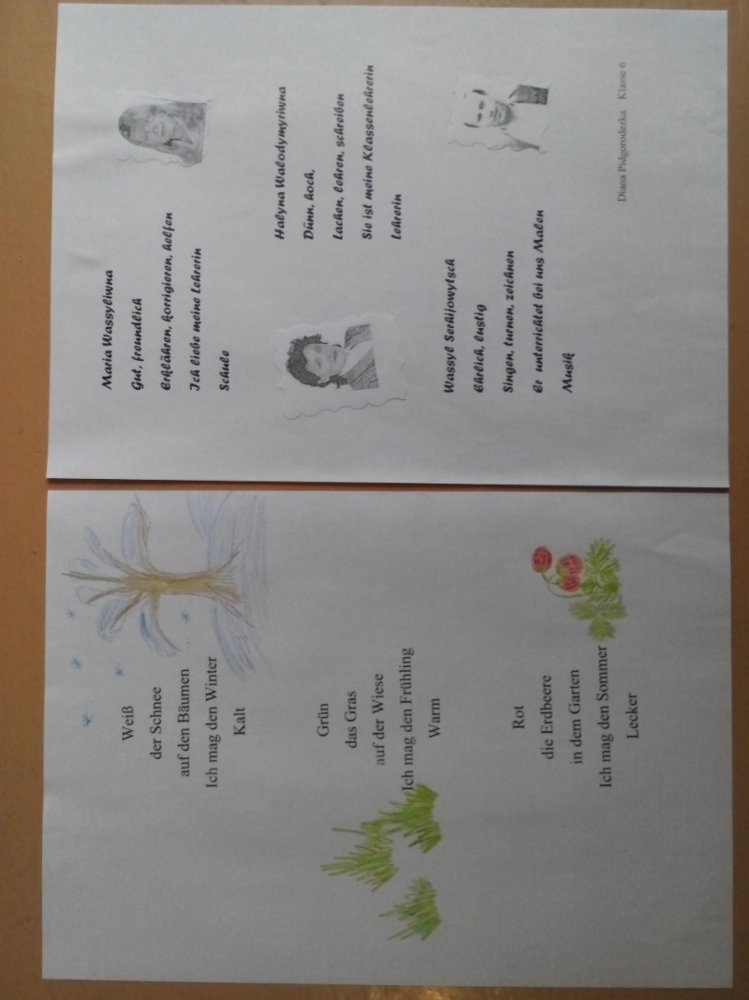 Weiß
der Schnee
auf den Bäumen
Ich mag den Winter
Kalt
Grün
das Gras
auf der Wiese
Ich mag den Frühling
Warm
Rot
die Erdbeere
in dem Garten
Ich mag den Sommer
Lecker
Maria Wassyliwna
Gut, freundlich
Erklähren, korrigieren, helfen
Ich liebe meine Lehrerin
Schule
Halyna Walodymyriwna
Dünn, hoch,
Lachen, lehren, schreiben
Sie ist meine Klassenlehrerin
Lehrerin
Wassyl Serhijowytsch
Ehrlich, lustig
Singen, turnen, zeichnen
Er unterrichtet bei uns Malen
Musik
Diana Pidgorodezka Klasse 6